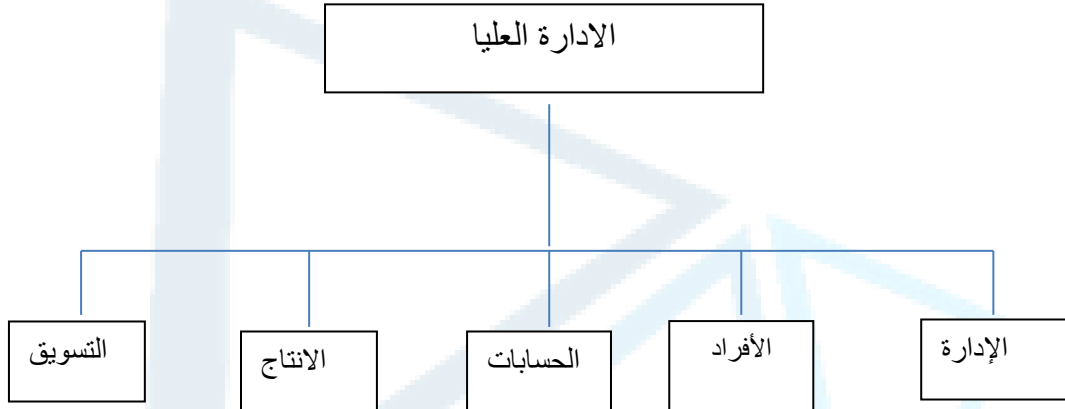 الادارة العليا
الإدارة
الأفراد
الحسابات
الانتاج
التسويق